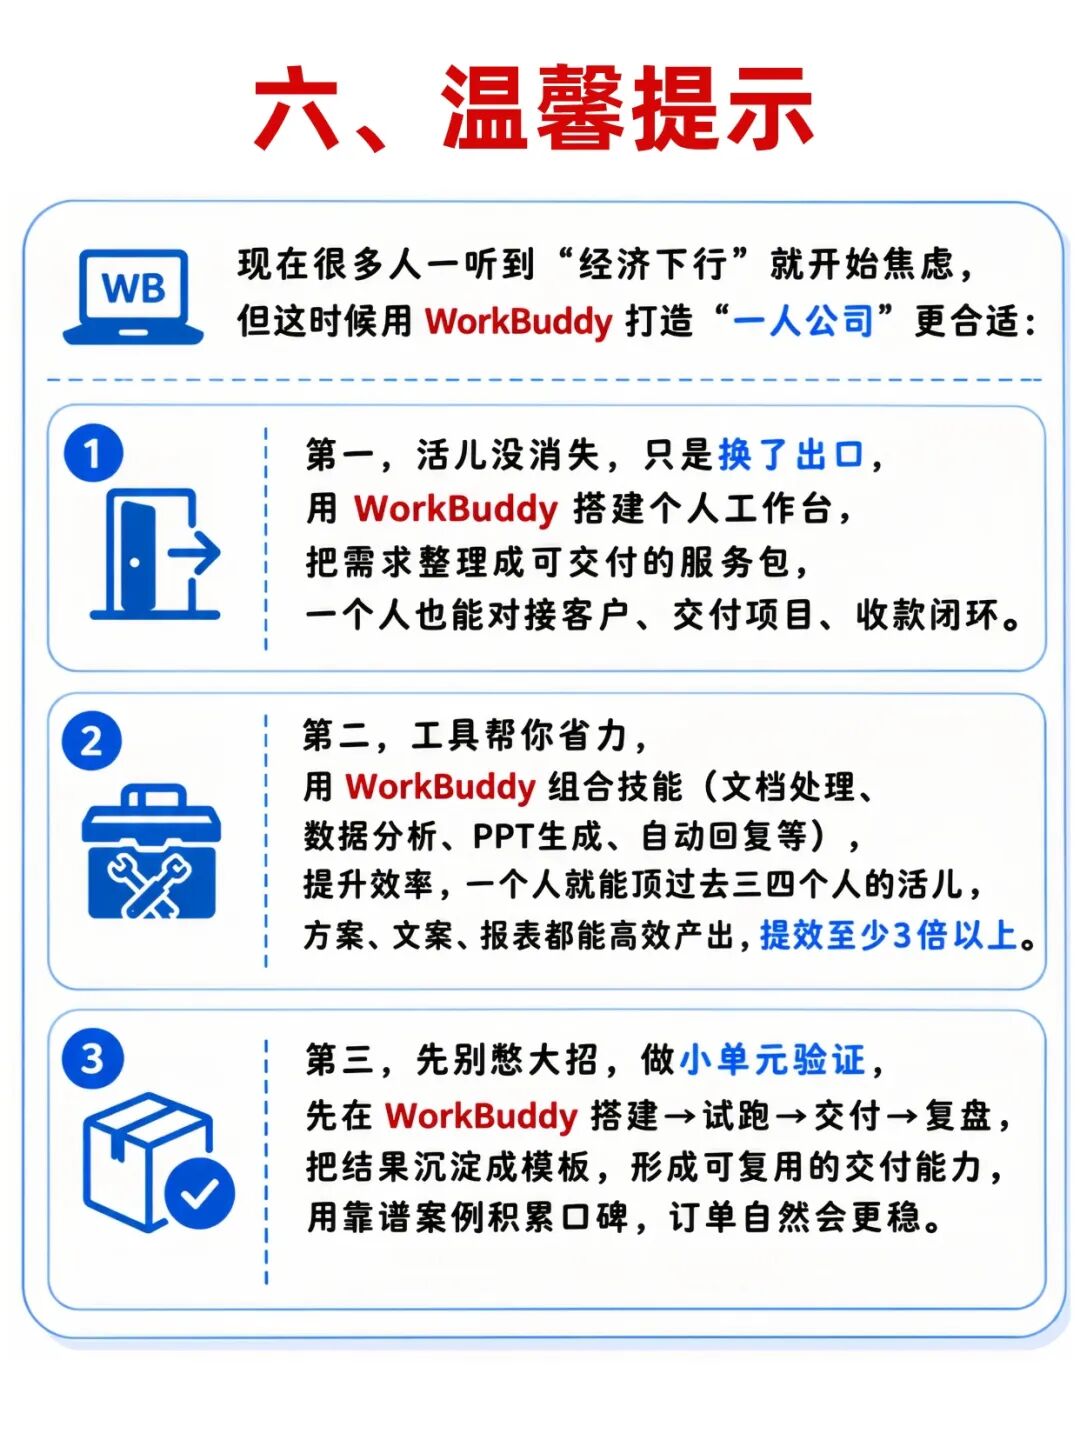 六、温馨提示
WB
现在很多人一听到“经济下行”就开始焦虑，
但这时候用 WorkBuddy 打造“一人公司”更合适：
1
第一，活儿没消失，只是换了出口，
用 WorkBuddy 搭建个人工作台，
把需求整理成可交付的服务包，
一个人也能对接客户、交付项目、收款闭环。
2
第二，工具帮你省力，
用 WorkBuddy 组合技能（文档处理、
数据分析、PPT生成、自动回复等），
提升效率，一个人就能顶过去三四个人的活儿，
方案、文案、报表都能高效产出，提效至少3倍以上。
3
第三，先别憋大招，做小单元验证，
先在 WorkBuddy 搭建→试跑→交付→复盘，
把结果沉淀成模板，形成可复用的交付能力，
用靠谱案例积累口碑，订单自然会更稳。